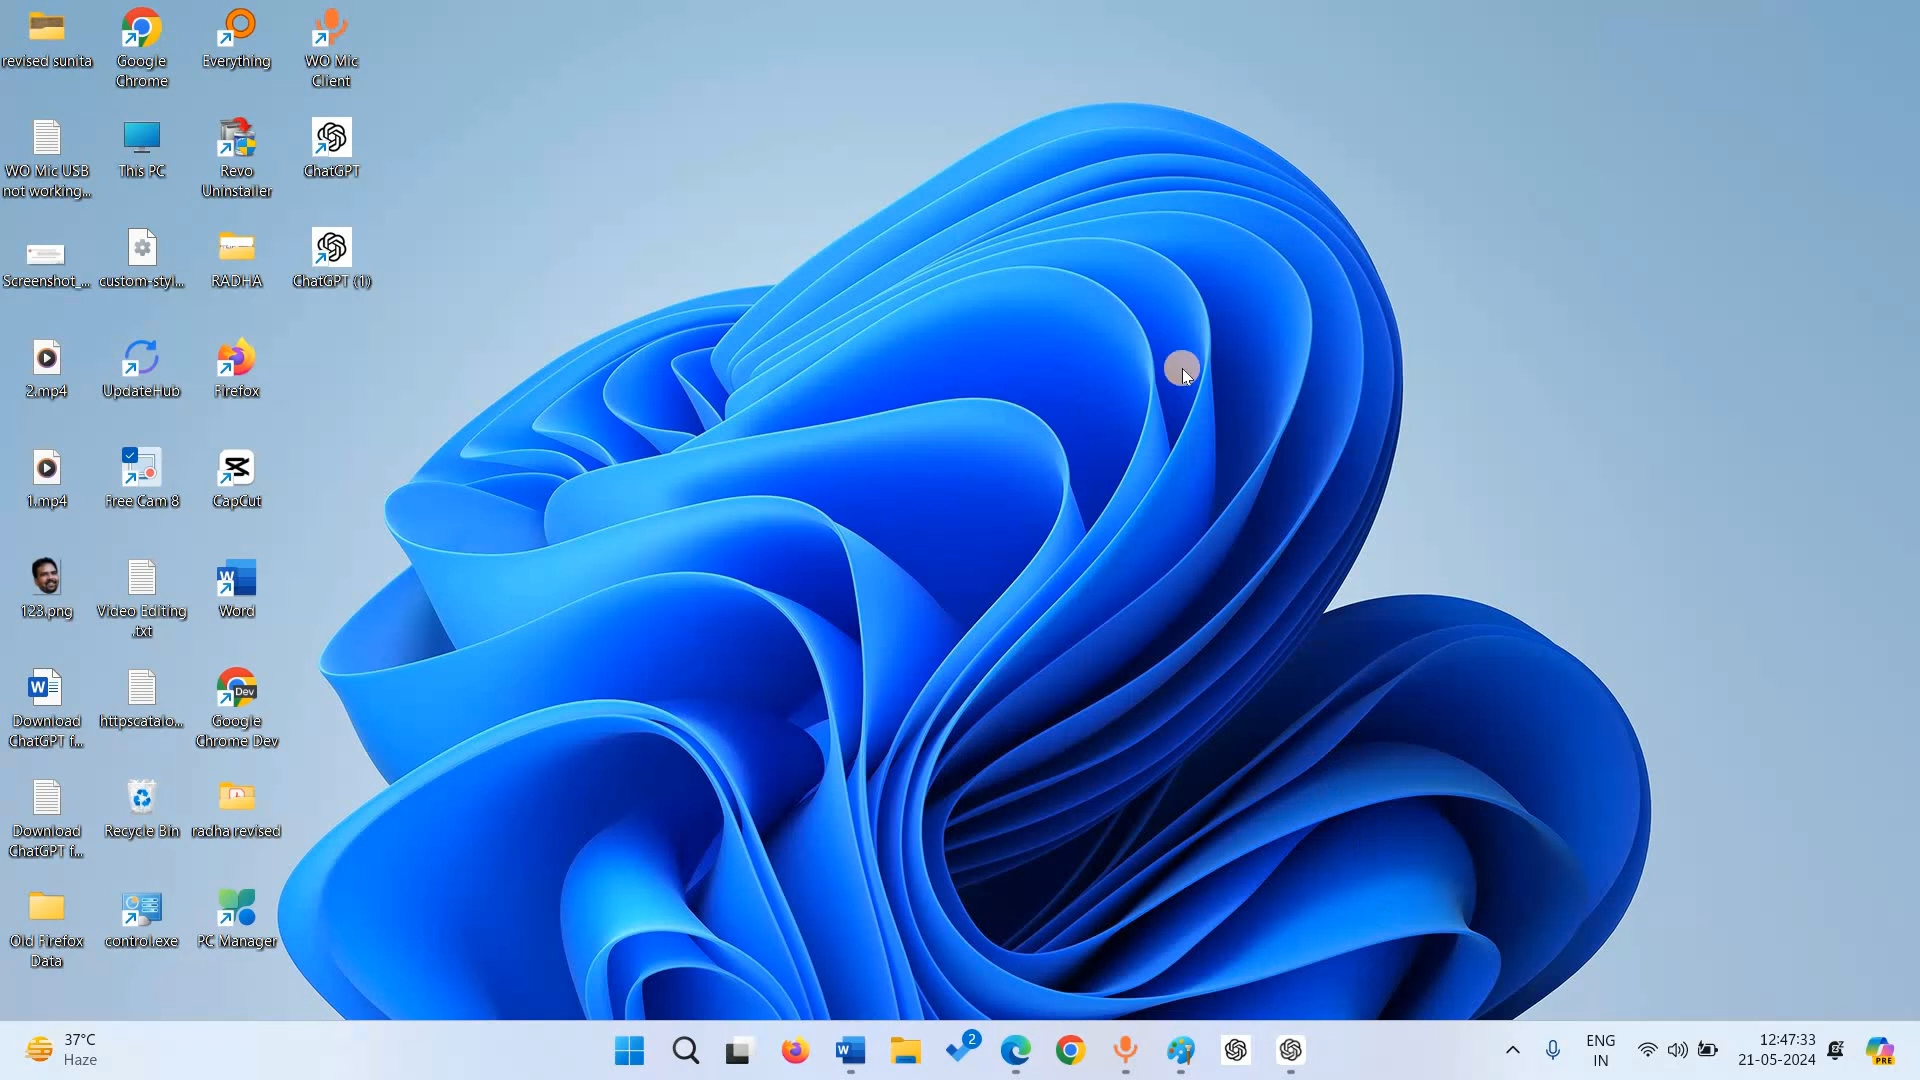 revised sunita
Google
Chrome
Everything
WO Mic
Client
WO Mic USB
not working...
This PC
Revo
Uninstaller
ChatGPT
Screenshot_...
custom-styl...
RADHA
ChatGPT (1)
2.mp4
UpdateHub
Firefox
1.mp4
Free Cam 8
CapCut
123.png
Video Editing
.txt
W
Word
W
Download
ChatGPT f...
httpscatalo...
Dev
Google
Chrome Dev
Download
ChatGPT f...
Recycle Bin
radha revised
Old Firefox
Data
control.exe
PC Manager
37°C
Haze
W
2
ENG
IN
12:47:33
21-05-2024
PRE